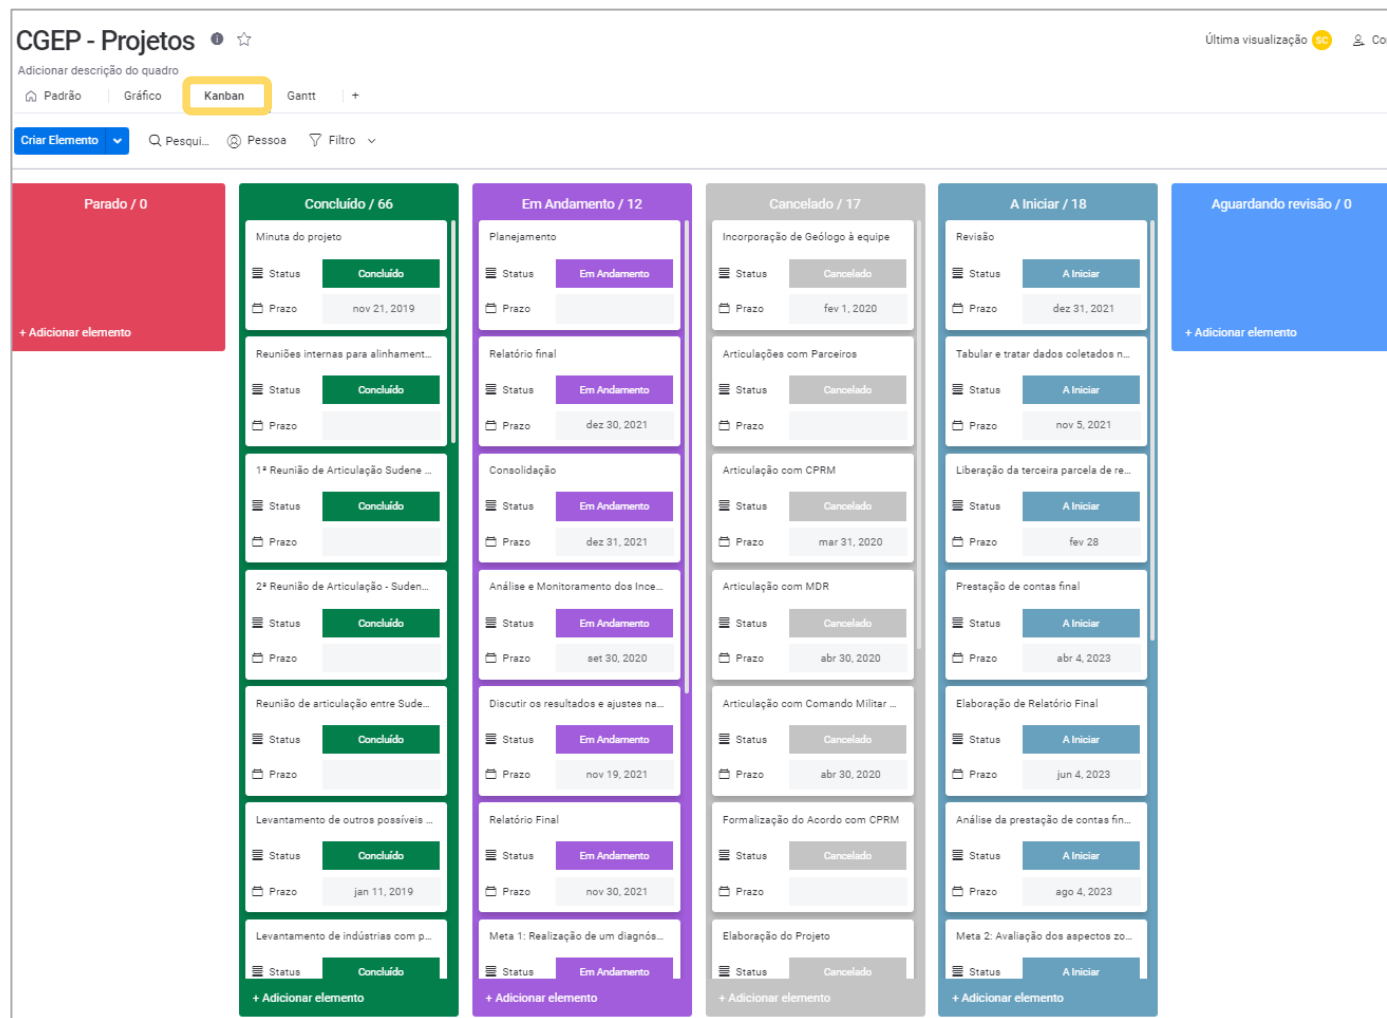 CGEP - Projetos
Última visualização SC
Adicionar descrição do quadro
Padrão Gráfico Kanban Gantt +
Criar Elemento Pesqui... Pessoa Filtro
Parado / 0
+ Adicionar elemento
Concluído / 66
Minuta do projeto
Status Concluído
Prazo nov 21, 2019
Reuniões internas para alinhament...
Status Concluído
Prazo
1ª Reunião de Articulação Sudene ...
Status Concluído
Prazo
2ª Reunião de Articulação - Suden...
Status Concluído
Prazo
Reunião de articulação entre Sude...
Status Concluído
Prazo
Levantamento de outros possíveis ...
Status Concluído
Prazo jan 11, 2019
Levantamento de indústrias com p...
Status Concluído
+ Adicionar elemento
Em Andamento / 12
Planejamento
Status Em Andamento
Prazo
Relatório final
Status Em Andamento
Prazo dez 30, 2021
Consolidação
Status Em Andamento
Prazo dez 31, 2021
Análise e Monitoramento dos Ince...
Status Em Andamento
Prazo set 30, 2020
Discutir os resultados e ajustes na...
Status Em Andamento
Prazo nov 19, 2021
Relatório Final
Status Em Andamento
Prazo nov 30, 2021
Meta 1: Realização de um diagnós...
Status Em Andamento
+ Adicionar elemento
Cancelado / 17
Incorporação de Geólogo à equipe
Status Cancelado
Prazo fev 1, 2020
Articulações com Parceiros
Status Cancelado
Prazo
Articulação com CPRM
Status Cancelado
Prazo mar 31, 2020
Articulação com MDR
Status Cancelado
Prazo abr 30, 2020
Articulação com Comando Militar ...
Status Cancelado
Prazo abr 30, 2020
Formalização do Acordo com CPRM
Status Cancelado
Prazo
Elaboração do Projeto
Status Cancelado
+ Adicionar elemento
A Iniciar / 18
Revisão
Status A Iniciar
Prazo dez 31, 2021
Tabular e tratar dados coletados n...
Status A Iniciar
Prazo nov 5, 2021
Liberação da terceira parcela de re...
Status A Iniciar
Prazo fev 28
Prestação de contas final
Status A Iniciar
Prazo abr 4, 2023
Elaboração de Relatório Final
Status A Iniciar
Prazo jun 4, 2023
Análise da prestação de contas fin...
Status A Iniciar
Prazo ago 4, 2023
Meta 2: Avaliação dos aspectos zo...
Status A Iniciar
+ Adicionar elemento
Aguardando revisão / 0
+ Adicionar elemento